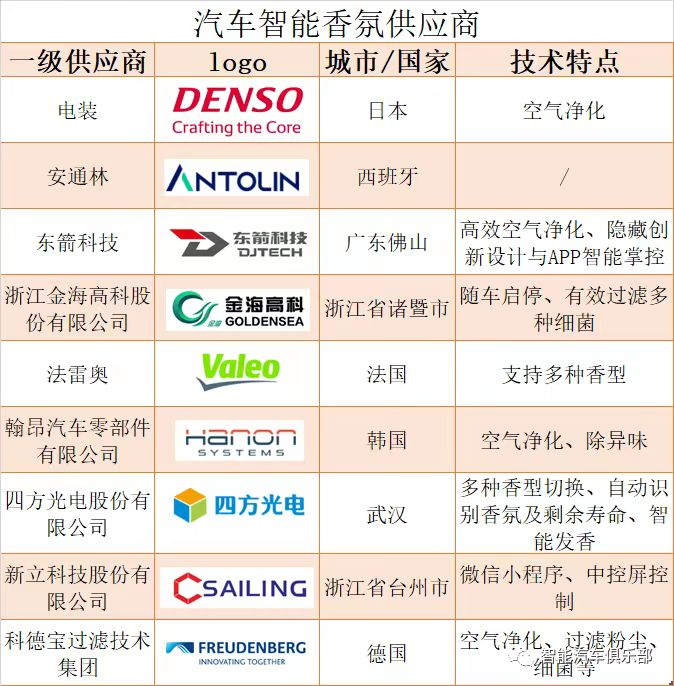 汽车智能香氛供应商
一级供应商 logo 城市/国家 技术特点
电装 DENSO 日本 空气净化
Crafting the Core
安通林 ANTOLIN 西班牙 /
东箭科技 东箭科技 广东佛山 高效空气净化、隐藏创
DJTECH 新设计与APP智能掌控
浙江金海高科股 金海高科 浙江省诸暨市 随车启停、有效过滤多
份有限公司 金海 GOLDENSEA 种细菌
法雷奥 Valeo 法国 支持多种香型
翰昂汽车零部件 Hanon 韩国 空气净化、除异味
有限公司 SYSTEMS
四方光电股份有 四方光电 武汉 多种香型切换、自动识
限公司 别香氛及剩余寿命、智
能发香
新立科技股份有 CSAILING 浙江省台州市 微信小程序、中控屏控
限公司 制
科德宝过滤技术 FREUDENBERG 德国 空气净化、过滤粉尘、
集团 INNOVATING TOGETHER 细菌等
智能汽车俱乐部